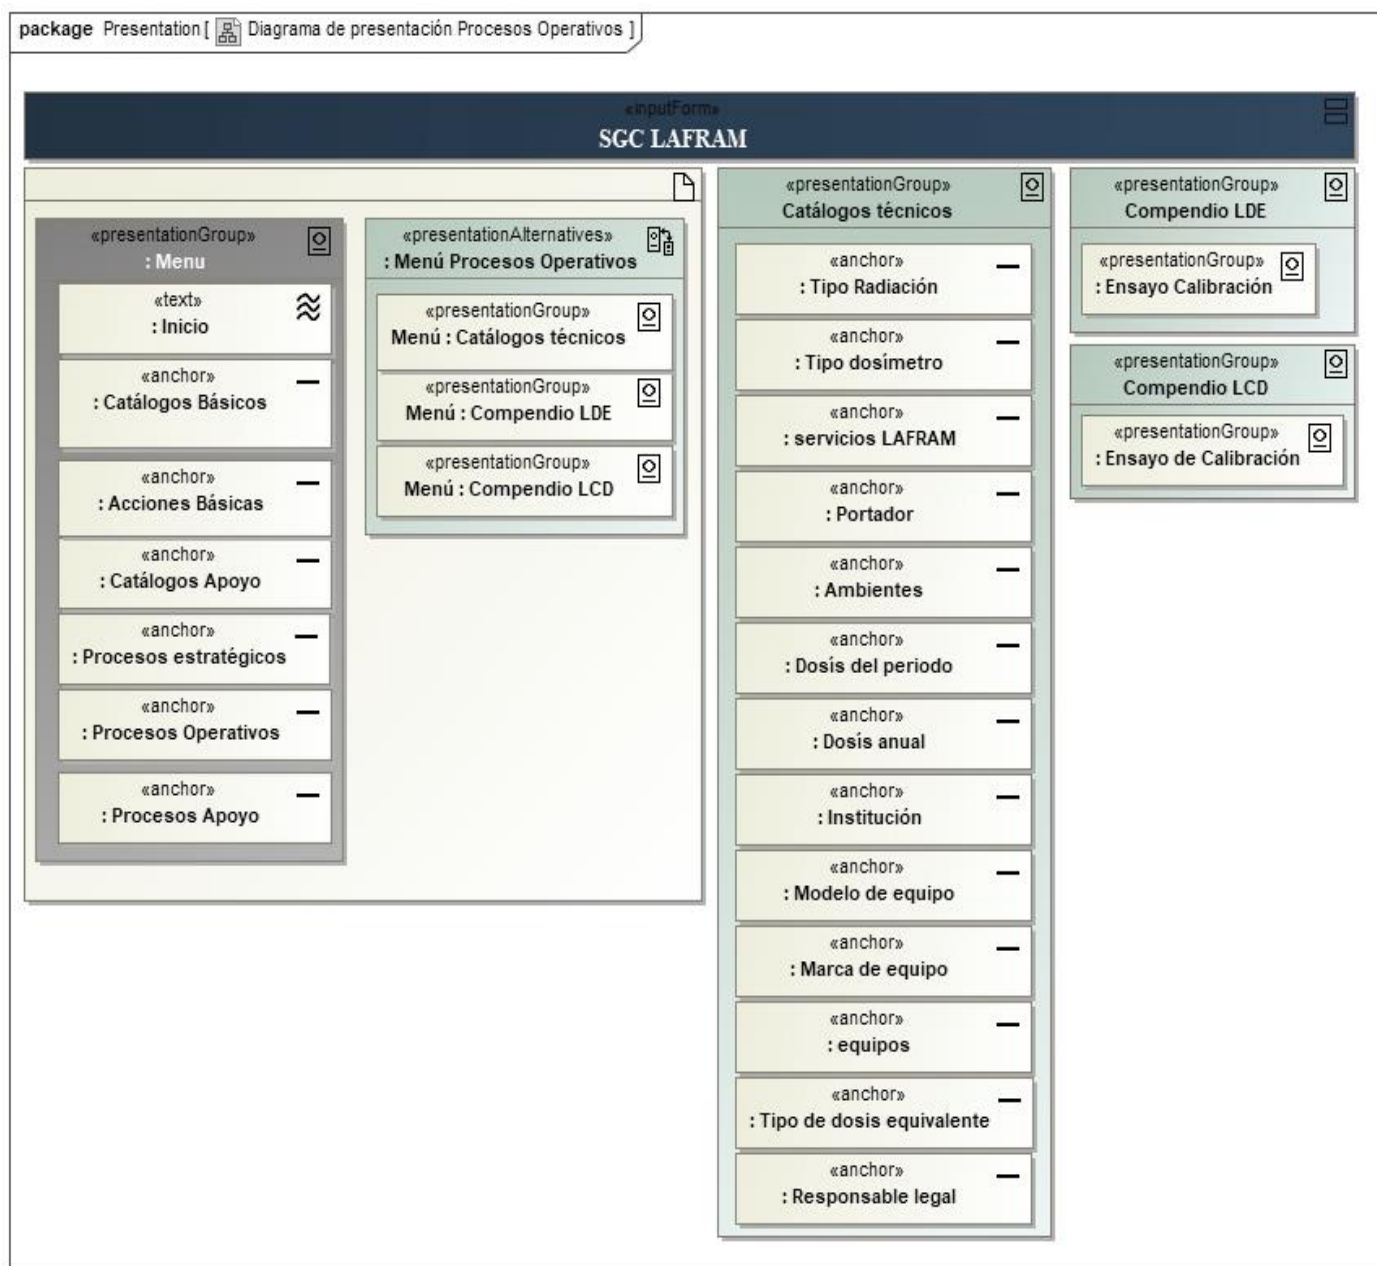 package Presentation [ Diagrama de presentación Procesos Operativos ]
«inputForm»
SGC LAFRAM
«presentationGroup»
: Menu
«text»
: Inicio
«anchor»
: Catálogos Básicos
«anchor»
: Acciones Básicas
«anchor»
: Catálogos Apoyo
«anchor»
: Procesos estratégicos
«anchor»
: Procesos Operativos
«anchor»
: Procesos Apoyo
«presentationAlternatives»
: Menú Procesos Operativos
«presentationGroup»
Menú : Catálogos técnicos
«presentationGroup»
Menú : Compendio LDE
«presentationGroup»
Menú : Compendio LCD
«presentationGroup»
Catálogos técnicos
«anchor»
: Tipo Radiación
«anchor»
: Tipo dosímetro
«anchor»
: servicios LAFRAM
«anchor»
: Portador
«anchor»
: Ambientes
«anchor»
: Dosís del periodo
«anchor»
: Dosís anual
«anchor»
: Institución
«anchor»
: Modelo de equipo
«anchor»
: Marca de equipo
«anchor»
: equipos
«anchor»
: Tipo de dosis equivalente
«anchor»
: Responsable legal
«presentationGroup»
Compendio LDE
«presentationGroup»
: Ensayo Calibración
«presentationGroup»
Compendio LCD
«presentationGroup»
: Ensayo de Calibración